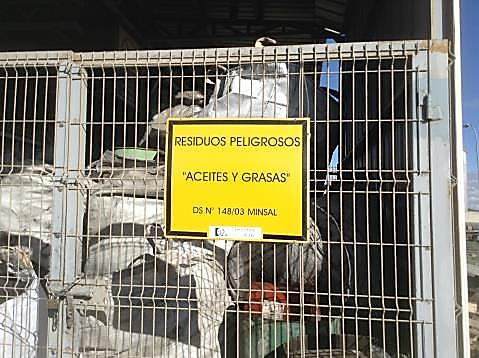 RESIDUOS PELIGROSOS
"ACEITES Y GRASAS"
DS Nº 148/03 MINSAL